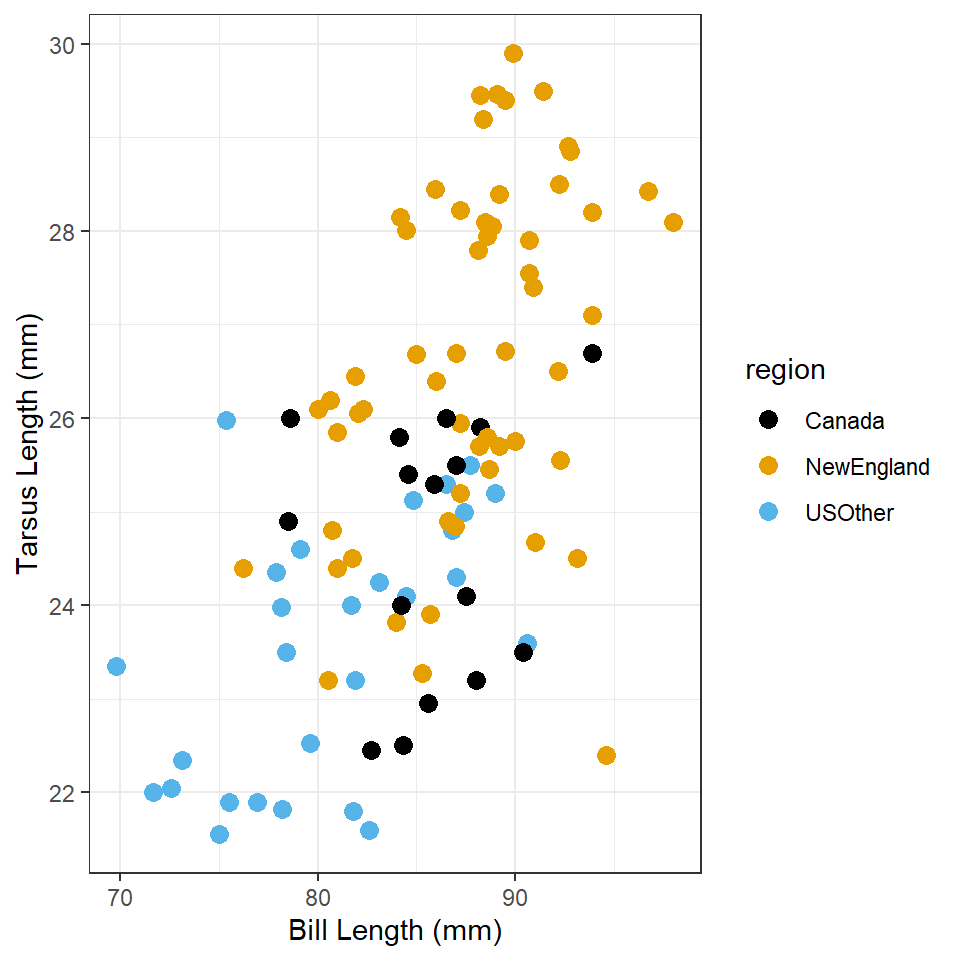 30
28
26
24
22
Tarsus Length (mm)
70 80 90
Bill Length (mm)
region
Canada
NewEngland
USOther